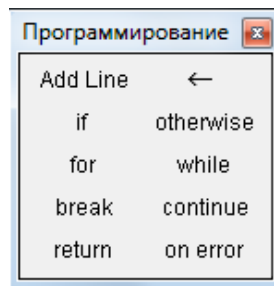 Программирование
Add Line ←
if otherwise
for while
break continue
return on error